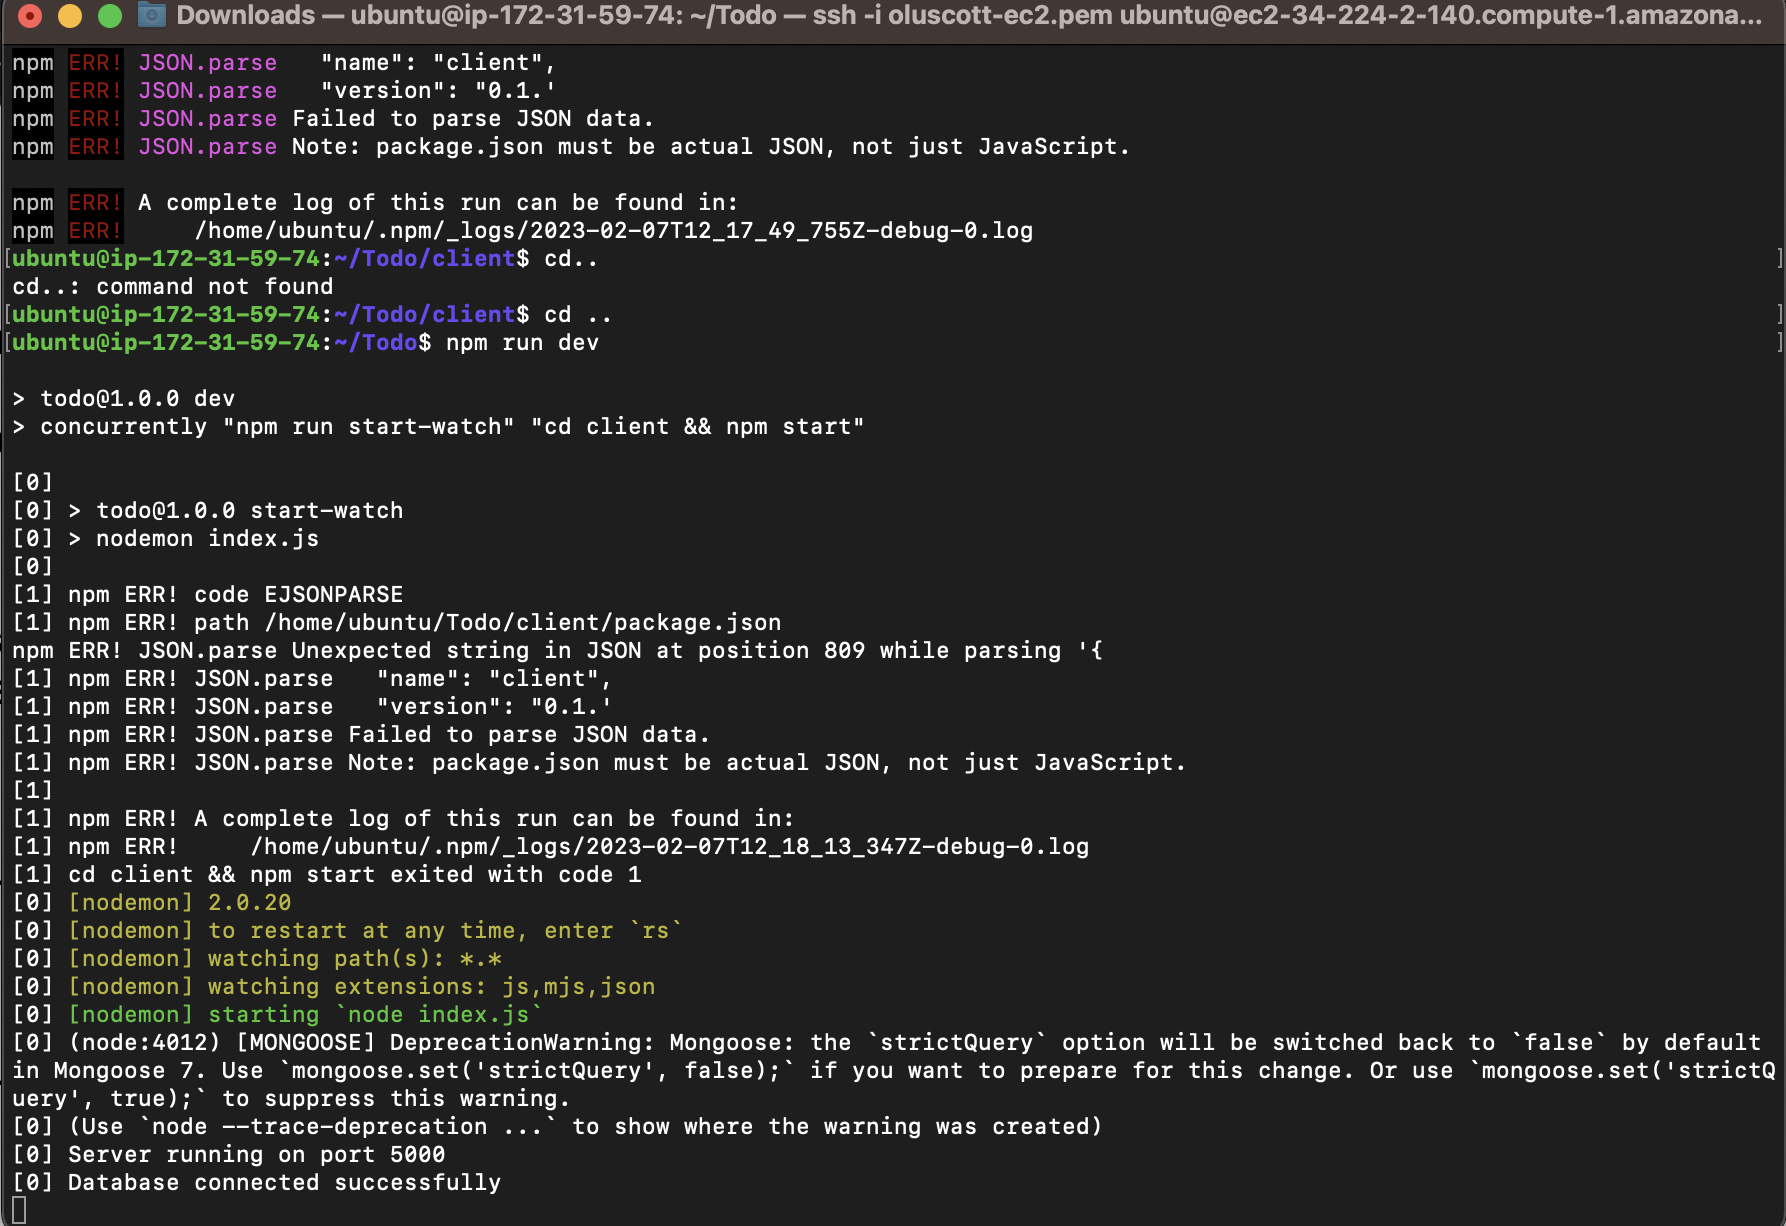 Downloads — ubuntu@ip-172-31-59-74: ~/Todo — ssh -i oluscott-ec2.pem ubuntu@ec2-34-224-2-140.compute-1.amazona...
npm ERR! JSON.parse   "name": "client",
npm ERR! JSON.parse   "version": "0.1.'
npm ERR! JSON.parse Failed to parse JSON data.
npm ERR! JSON.parse Note: package.json must be actual JSON, not just JavaScript.
npm ERR! A complete log of this run can be found in:
npm ERR!     /home/ubuntu/.npm/_logs/2023-02-07T12_17_49_755Z-debug-0.log
[ubuntu@ip-172-31-59-74:~/Todo/client$ cd.. ]
cd..: command not found
[ubuntu@ip-172-31-59-74:~/Todo/client$ cd .. ]
[ubuntu@ip-172-31-59-74:~/Todo$ npm run dev ]
> todo@1.0.0 dev
> concurrently "npm run start-watch" "cd client && npm start"
[0]
[0] > todo@1.0.0 start-watch
[0] > nodemon index.js
[0]
[1] npm ERR! code EJSONPARSE
[1] npm ERR! path /home/ubuntu/Todo/client/package.json
npm ERR! JSON.parse Unexpected string in JSON at position 809 while parsing '{
[1] npm ERR! JSON.parse   "name": "client",
[1] npm ERR! JSON.parse   "version": "0.1.'
[1] npm ERR! JSON.parse Failed to parse JSON data.
[1] npm ERR! JSON.parse Note: package.json must be actual JSON, not just JavaScript.
[1]
[1] npm ERR! A complete log of this run can be found in:
[1] npm ERR!     /home/ubuntu/.npm/_logs/2023-02-07T12_18_13_347Z-debug-0.log
[1] cd client && npm start exited with code 1
[0] [nodemon] 2.0.20
[0] [nodemon] to restart at any time, enter `rs`
[0] [nodemon] watching path(s): *.*
[0] [nodemon] watching extensions: js,mjs,json
[0] [nodemon] starting `node index.js`
[0] (node:4012) [MONGOOSE] DeprecationWarning: Mongoose: the `strictQuery` option will be switched back to `false` by default
in Mongoose 7. Use `mongoose.set('strictQuery', false);` if you want to prepare for this change. Or use `mongoose.set('strictQ
uery', true);` to suppress this warning.
[0] (Use `node --trace-deprecation ...` to show where the warning was created)
[0] Server running on port 5000
[0] Database connected successfully